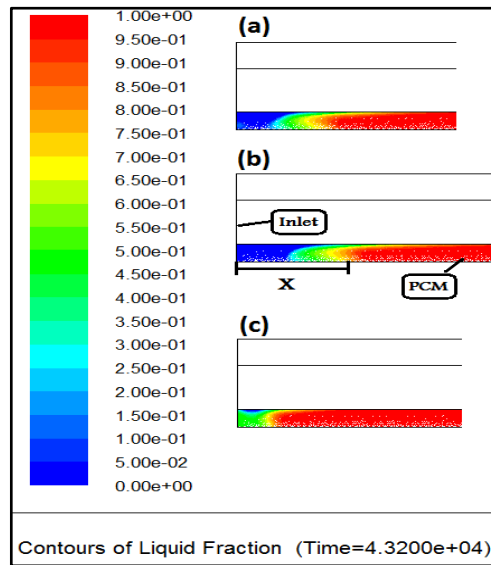 1.00e+00
9.50e-01
9.00e-01
8.50e-01
8.00e-01
7.50e-01
7.00e-01
6.50e-01
6.00e-01
5.50e-01
5.00e-01
4.50e-01
4.00e-01
3.50e-01
3.00e-01
2.50e-01
2.00e-01
1.50e-01
1.00e-01
5.00e-02
0.00e+00
(a)
(b)
Inlet
X
PCM
(c)
Contours of Liquid Fraction (Time=4.3200e+04)